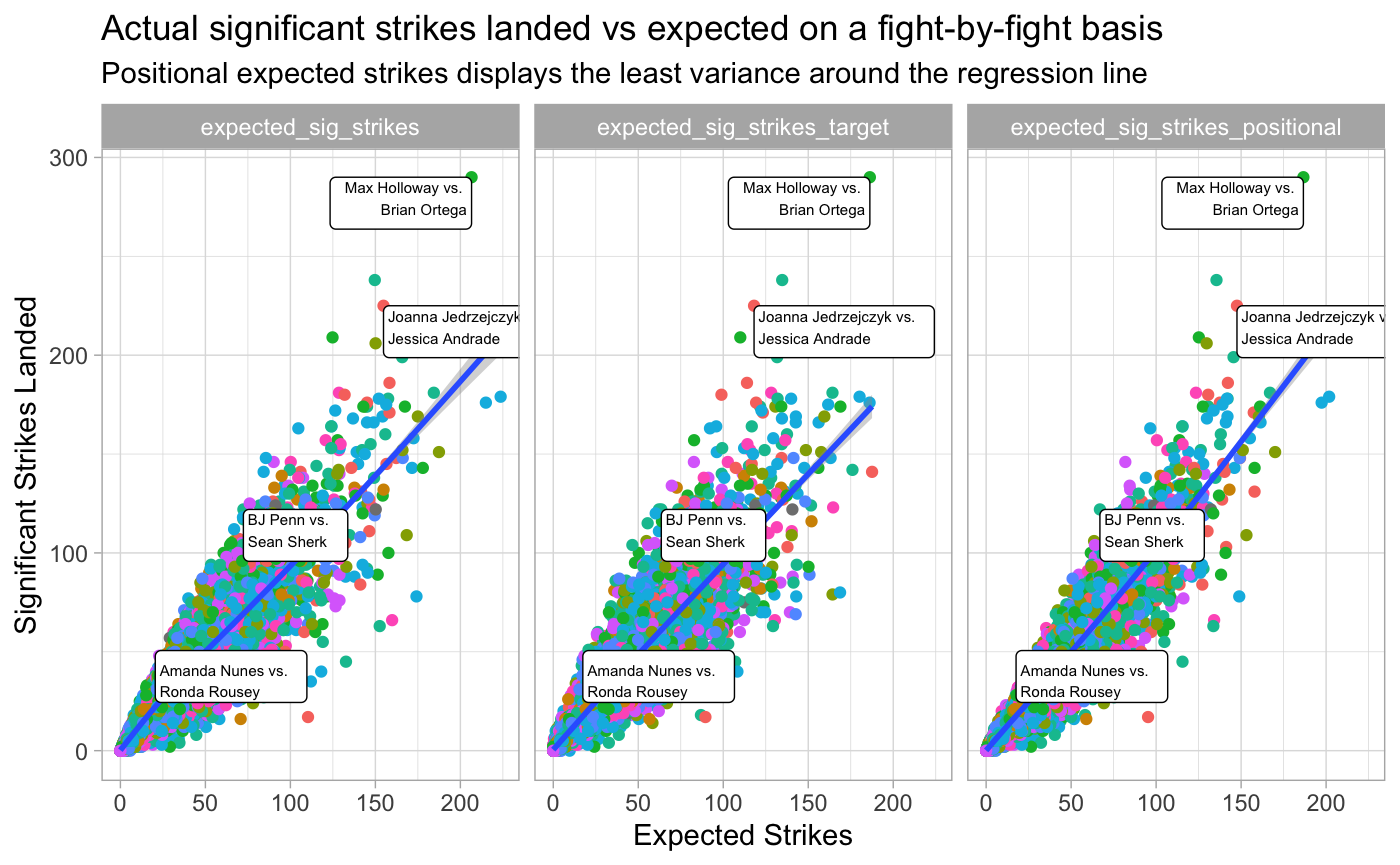 Actual significant strikes landed vs expected on a fight-by-fight basis
Positional expected strikes displays the least variance around the regression line
expected_sig_strikes
expected_sig_strikes_target
expected_sig_strikes_positional
Significant Strikes Landed
300
200
100
0
Max Holloway vs.
Brian Ortega
Joanna Jedrzejczyk
Jessica Andrade
BJ Penn vs.
Sean Sherk
Amanda Nunes vs.
Ronda Rousey
Max Holloway vs.
Brian Ortega
Joanna Jedrzejczyk vs.
Jessica Andrade
BJ Penn vs.
Sean Sherk
Amanda Nunes vs.
Ronda Rousey
Max Holloway vs.
Brian Ortega
Joanna Jedrzejczyk v
Jessica Andrade
BJ Penn vs.
Sean Sherk
Amanda Nunes vs.
Ronda Rousey
0 50 100 150 200
0 50 100 150 200
0 50 100 150 200
Expected Strikes